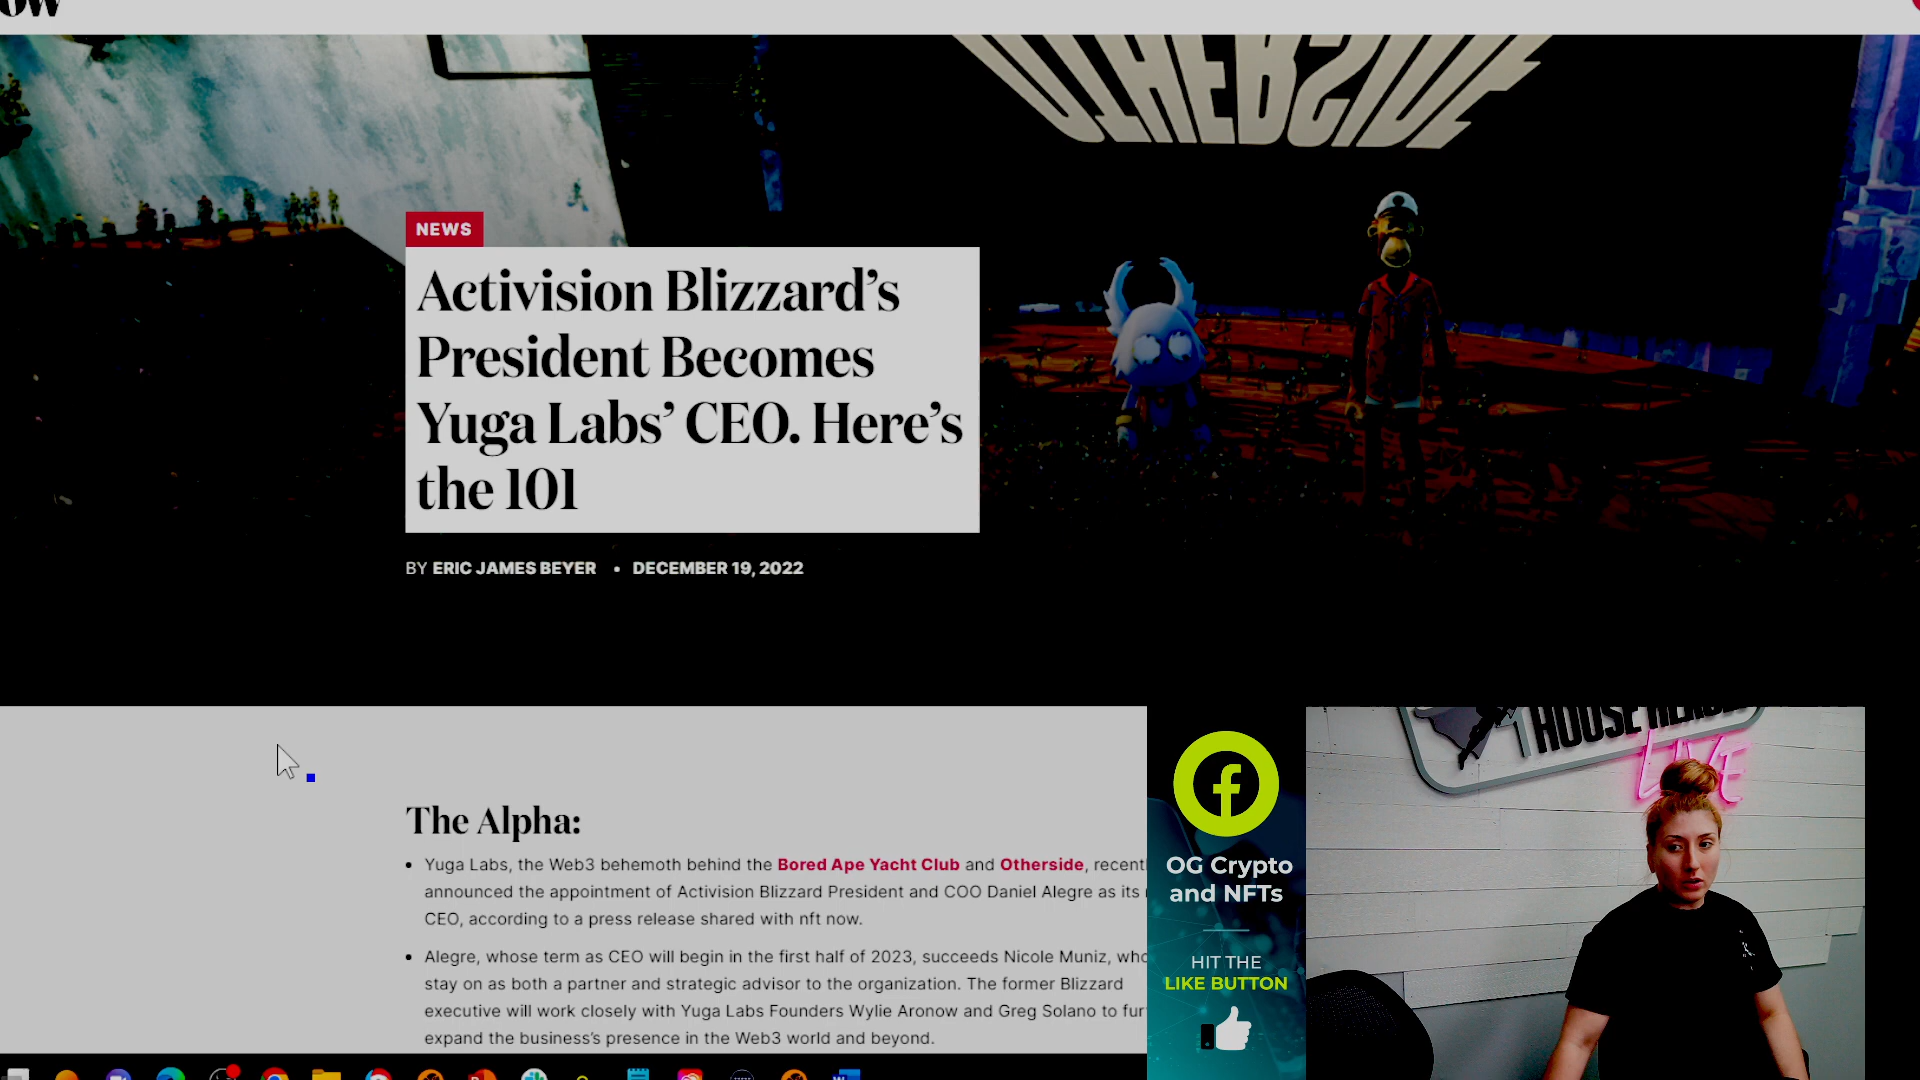 OTHERSIDE
NEWS
Activision Blizzard’s
President Becomes
Yuga Labs’ CEO. Here’s
the 101
BY ERIC JAMES BEYER • DECEMBER 19, 2022
The Alpha:
• Yuga Labs, the Web3 behemoth behind the Bored Ape Yacht Club and Otherside,
announced the appointment of Activision Blizzard President and COO Daniel Alegre as its
CEO, according to a press release shared with nft now.
• Alegre, whose term as CEO will begin in the first half of 2023, succeeds Nicole Muniz,
stay on as both a partner and strategic advisor to the organization. The former Blizzard
executive will work closely with Yuga Labs Founders Wylie Aronow and Greg Solano to
expand the business’s presence in the Web3 world and beyond.
OG Crypto
and NFTs
HIT THE
LIKE BUTTON
HOUSE
LIVE